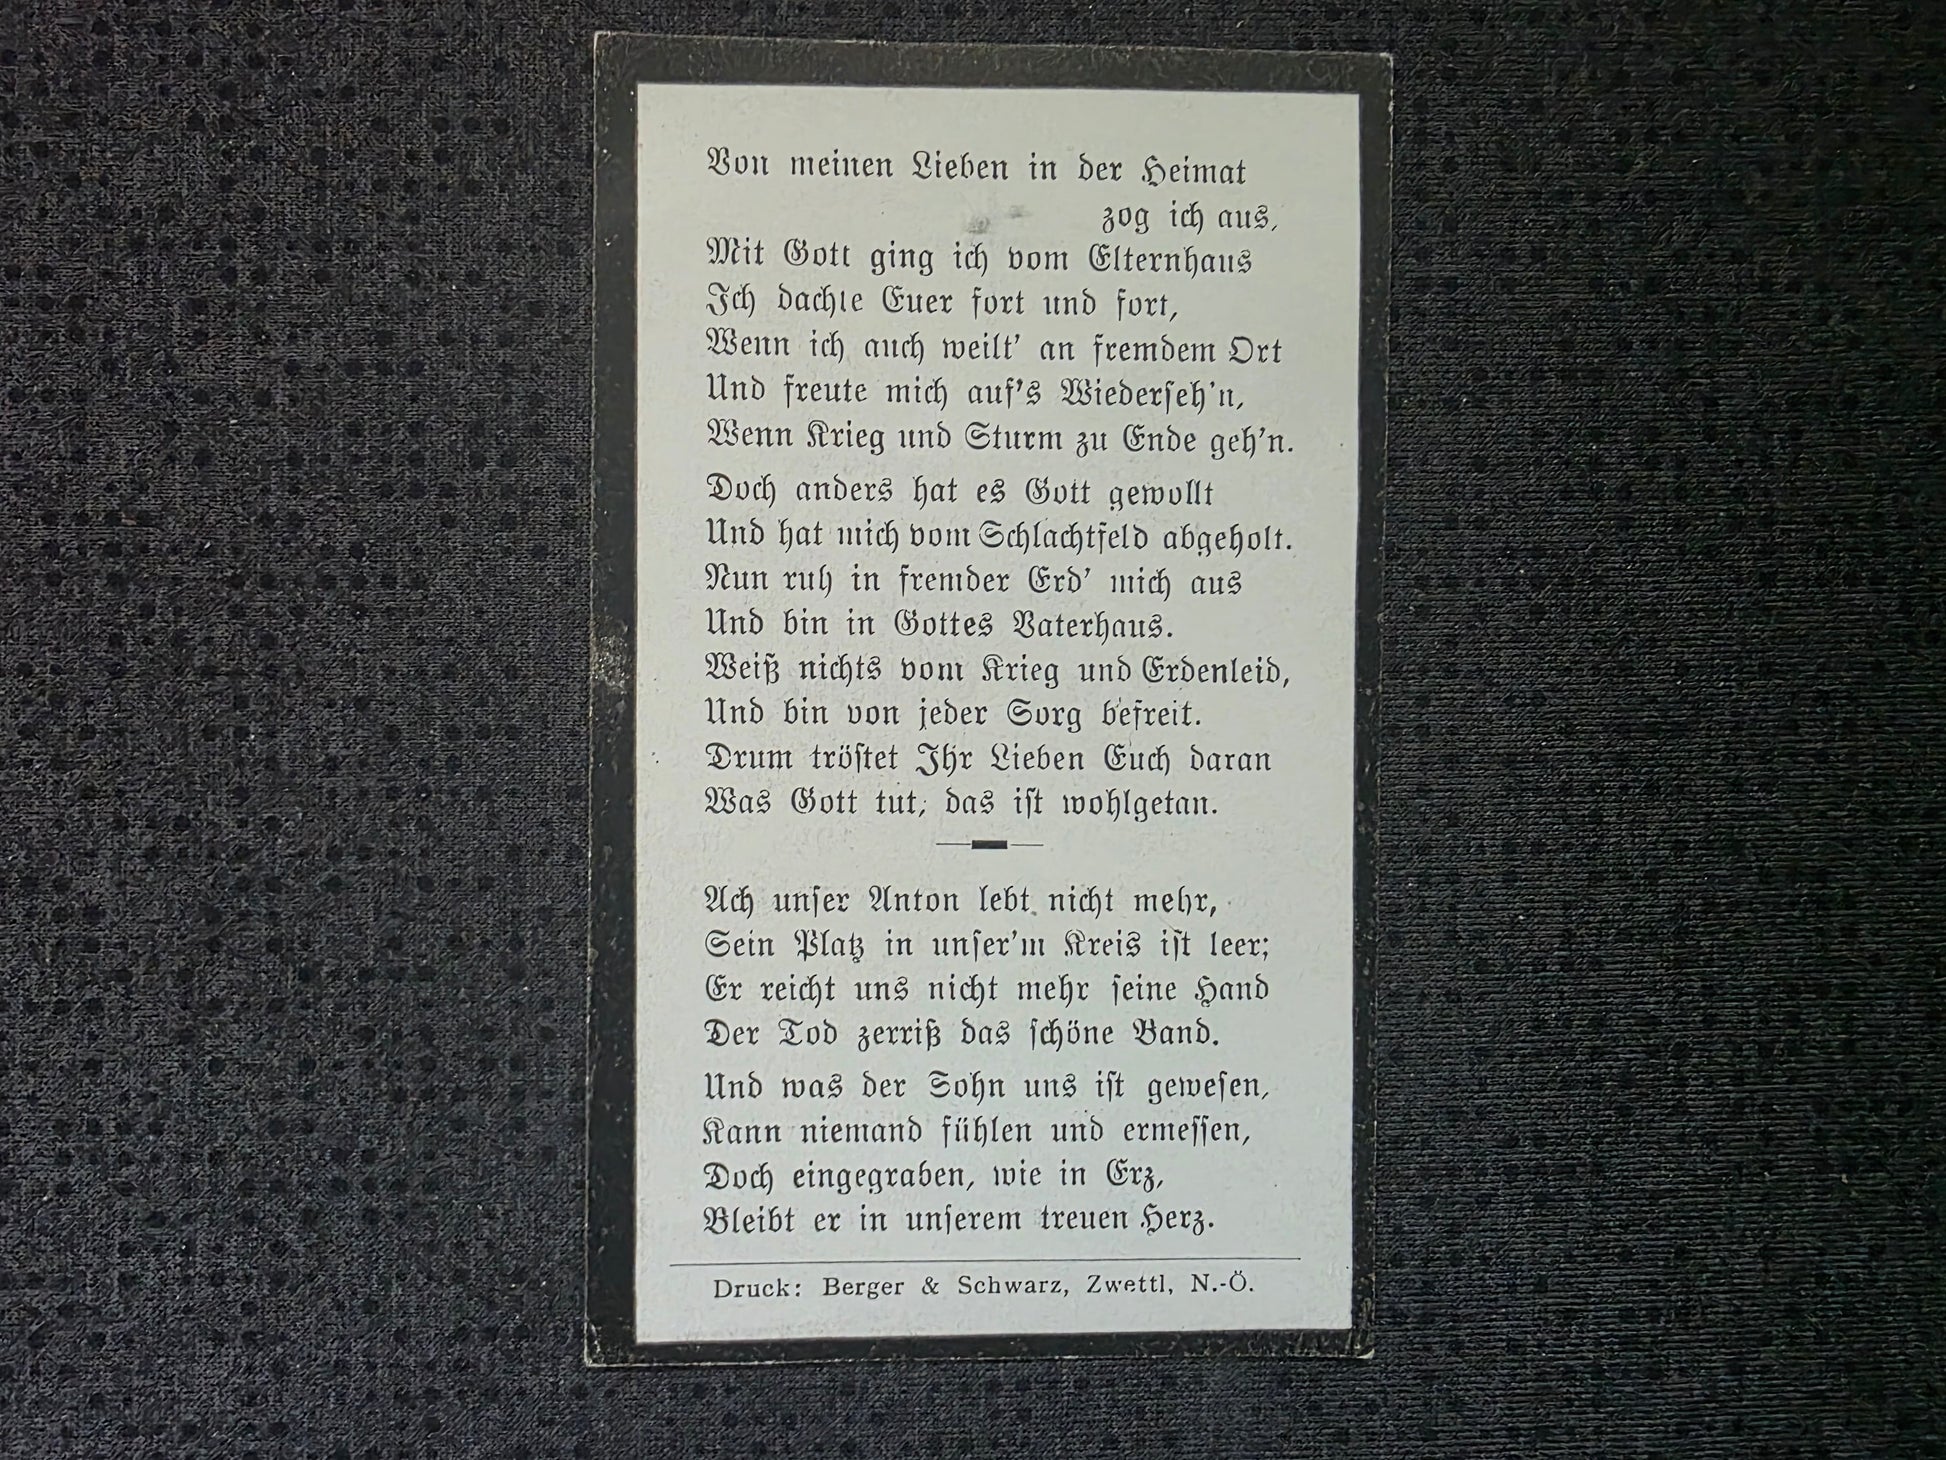 Von meinen Lieben in der Heimat
zog ich aus,
Mit Gott ging ich vom Elternhaus
Ich dachte Euer fort und fort,
Wenn ich auch weilt' an fremdem Ort
Und freute mich auf's Wiederseh'n,
Wenn Krieg und Sturm zu Ende geh'n.
Doch anders hat es Gott gewollt
Und hat mich vom Schlachtfeld abgeholt.
Nun ruh in fremder Erd' mich aus
Und bin in Gottes Vaterhaus.
Weiß nichts vom Krieg und Erdenleid,
Und bin von jeder Sorg befreit.
Drum tröstet Ihr Lieben Euch daran
Was Gott tut, das ist wohlgetan.
Ach unser Anton lebt nicht mehr,
Sein Platz in unser'm Kreis ist leer;
Er reicht uns nicht mehr seine Hand
Der Tod zerriß das schöne Band.
Und was der Sohn uns ist gewesen,
Kann niemand fühlen und ermessen,
Doch eingegraben, wie in Erz,
Bleibt er in unserem treuen Herz.
Druck: Berger & Schwarz, Zwettl, N.-Ö.